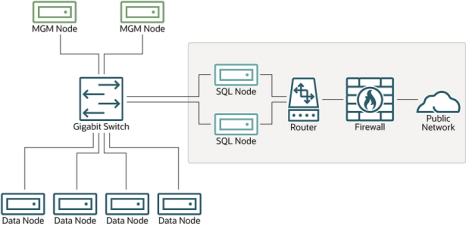 MGM Node
MGM Node
SQL Node
Gigabit Switch
SQL Node
Router
Firewall
Public
Network
Data Node
Data Node
Data Node
Data Node